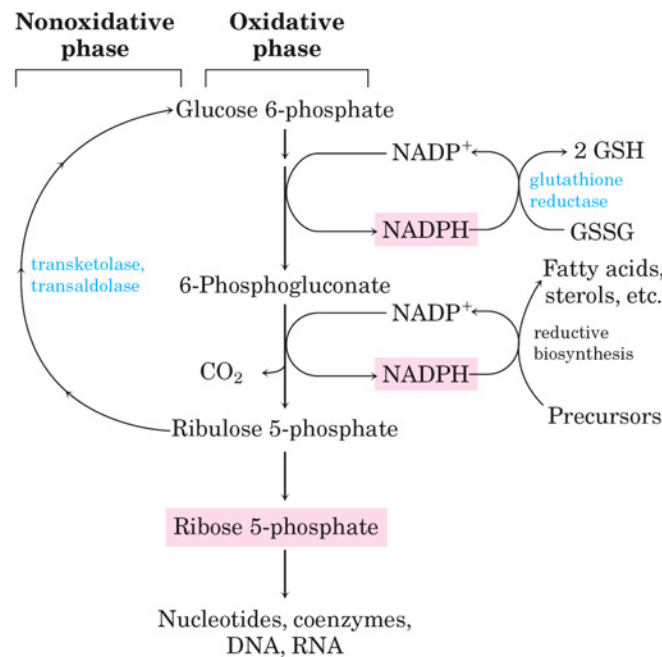 Nonoxidative
phase
Oxidative
phase
Glucose 6-phosphate
NADP+
2 GSH
glutathione
reductase
NADPH
GSSG
transketolase,
transaldolase
6-Phosphogluconate
Fatty acids,
sterols, etc.
NADP+
reductive
biosynthesis
CO2
NADPH
Precursors
Ribulose 5-phosphate
Ribose 5-phosphate
Nucleotides, coenzymes,
DNA, RNA